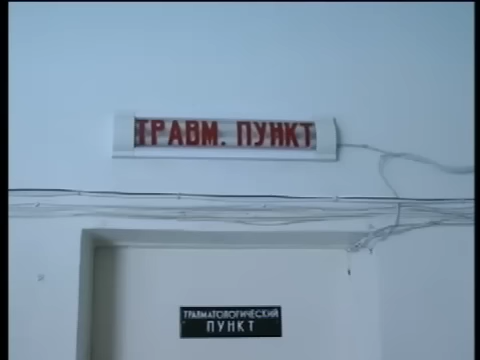 ТРАВМ. ПУНКТ
ТРАВМАТОЛОГИЧЕСКИЙ
ПУНКТ